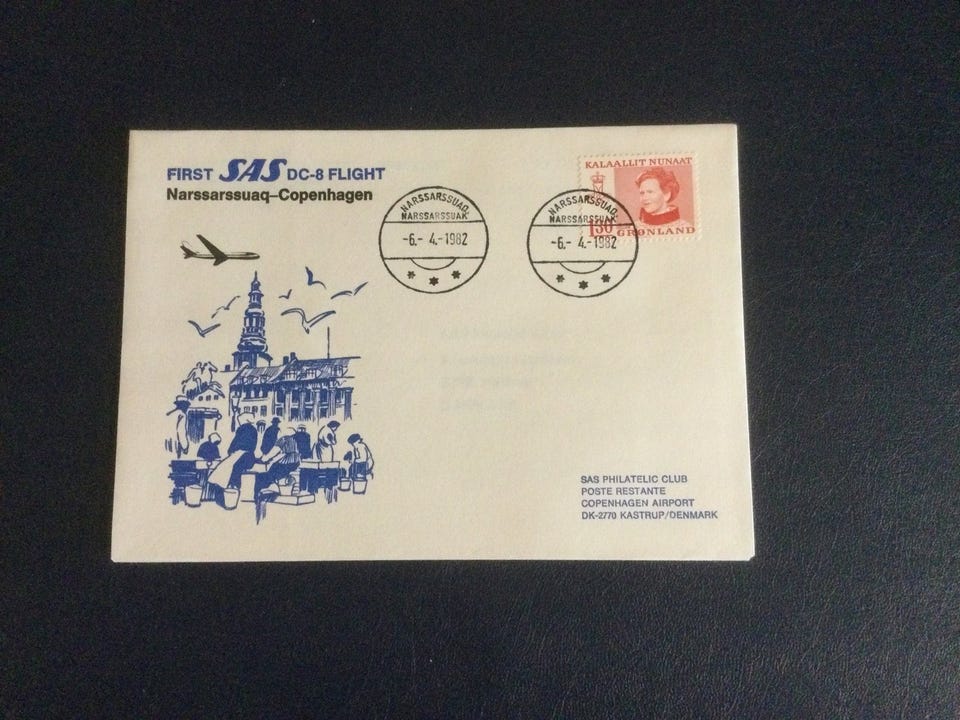 FIRST SAS DC-8 FLIGHT
Narssarssuaq–Copenhagen
NARSSARSSUAQ-
NARSSARSSUAK
-6.- 4.-1982
NARSSARSSUAQ-
NARSSARSSUAK
-6.- 4.-1982
KALAALLIT NUNAAT
130
GRØNLAND
SAS PHILATELIC CLUB
POSTE RESTANTE
COPENHAGEN AIRPORT
DK-2770 KASTRUP/DENMARK